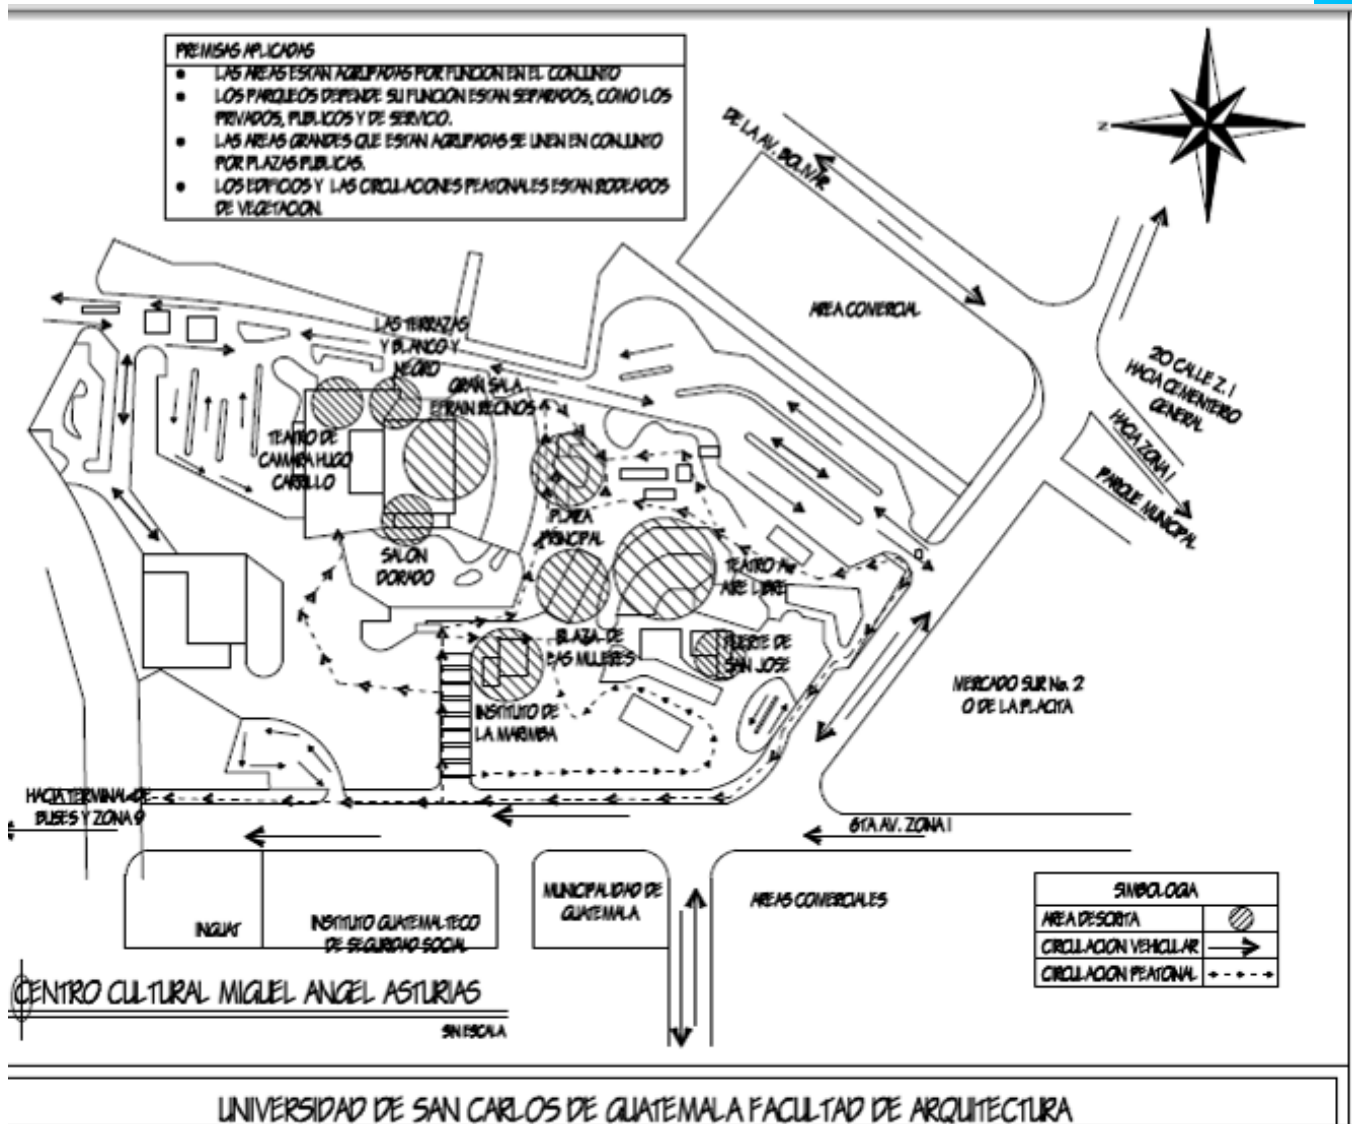 PREMISAS APLICADAS
• LAS AREAS ESTAN AGRUPADAS POR FUNCION EN EL CONJUNTO
• LOS PARQUEOS DEPENDE SU FUNCION ESTAN SEPARADOS, COMO LOS
PRIVADOS, PUBLICOS Y DE SERVICIO.
• LAS AREAS GRANDES QUE ESTAN AGRUPADAS SE UNEN EN CONJUNTO
POR PLAZAS PUBLICAS.
• LOS EDIFICIOS Y LAS CIRCULACIONES PEATONALES ESTAN RODEADOS
DE VEGETACION.
N
DE LA AV. BOLIVAR
AREA COMERCIAL
20 CALLE Z. 1
HACIA CEMENTERIO
GENERAL
HACIA ZONA 1
PARQUE MUNICIPAL
LAS TERRAZAS
Y BLANCO Y
NEGRO
GRAN SALA
EFRAIN RECINOS
TEATRO DE
CAMARA HUGO
CARRILLO
PLAZA
PRINCIPAL
SALON
DORADO
TEATRO AL
AIRE LIBRE
PLAZA DE
LAS MUJERES
FUERTE DE
SAN JOSE
INSTITUTO DE
LA MARIMBA
MERCADO SUR No. 2
O DE LA PLACITA
HACIA TERMINAL DE
BUSES Y ZONA 9
6TA AV. ZONA 1
INGUAT
INSTITUTO GUATEMALTECO
DE SEGURIDAD SOCIAL
MUNICIPALIDAD DE
GUATEMALA
AREAS COMERCIALES
SIMBOLOGIA
AREA DESCRITA
CIRCULACION VEHICULAR
CIRCULACION PEATONAL
CENTRO CULTURAL MIGUEL ANGEL ASTURIAS
SIN ESCALA
UNIVERSIDAD DE SAN CARLOS DE GUATEMALA FACULTAD DE ARQUITECTURA